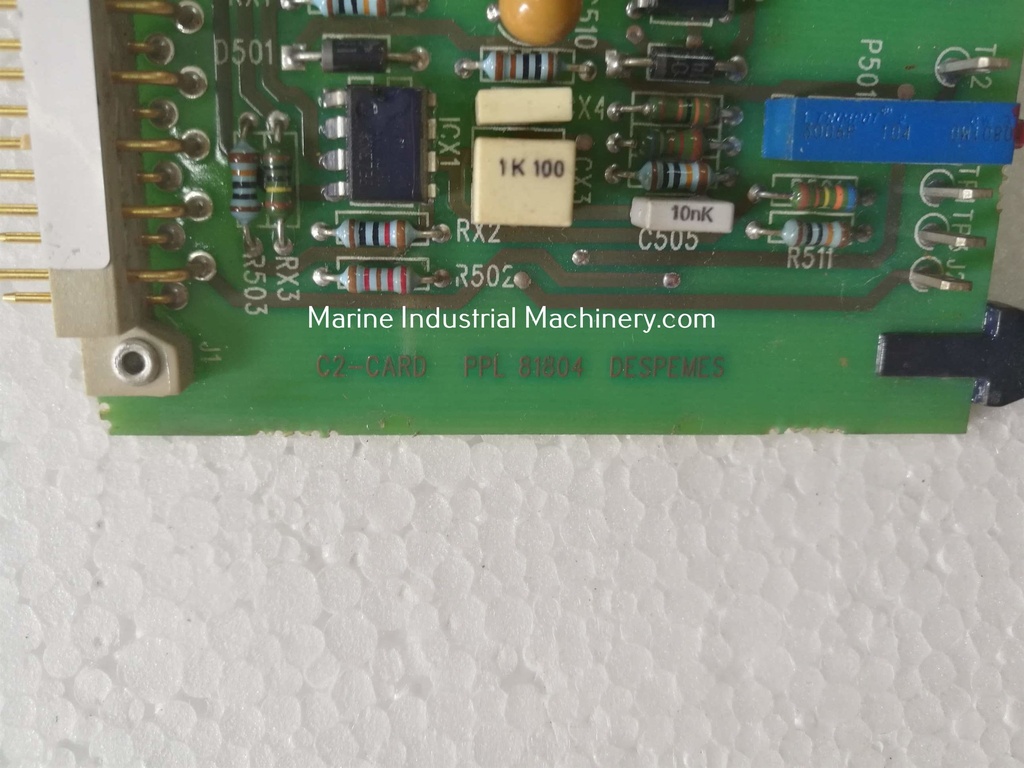 D501
C510
P501
ICX1
X4
1K 100
CX3
10nK
C505
RX2
R511
R502
R503
RX3
Marine Industrial Machinery.com
J1
C2-CARD PPL 81804 DESPEMES